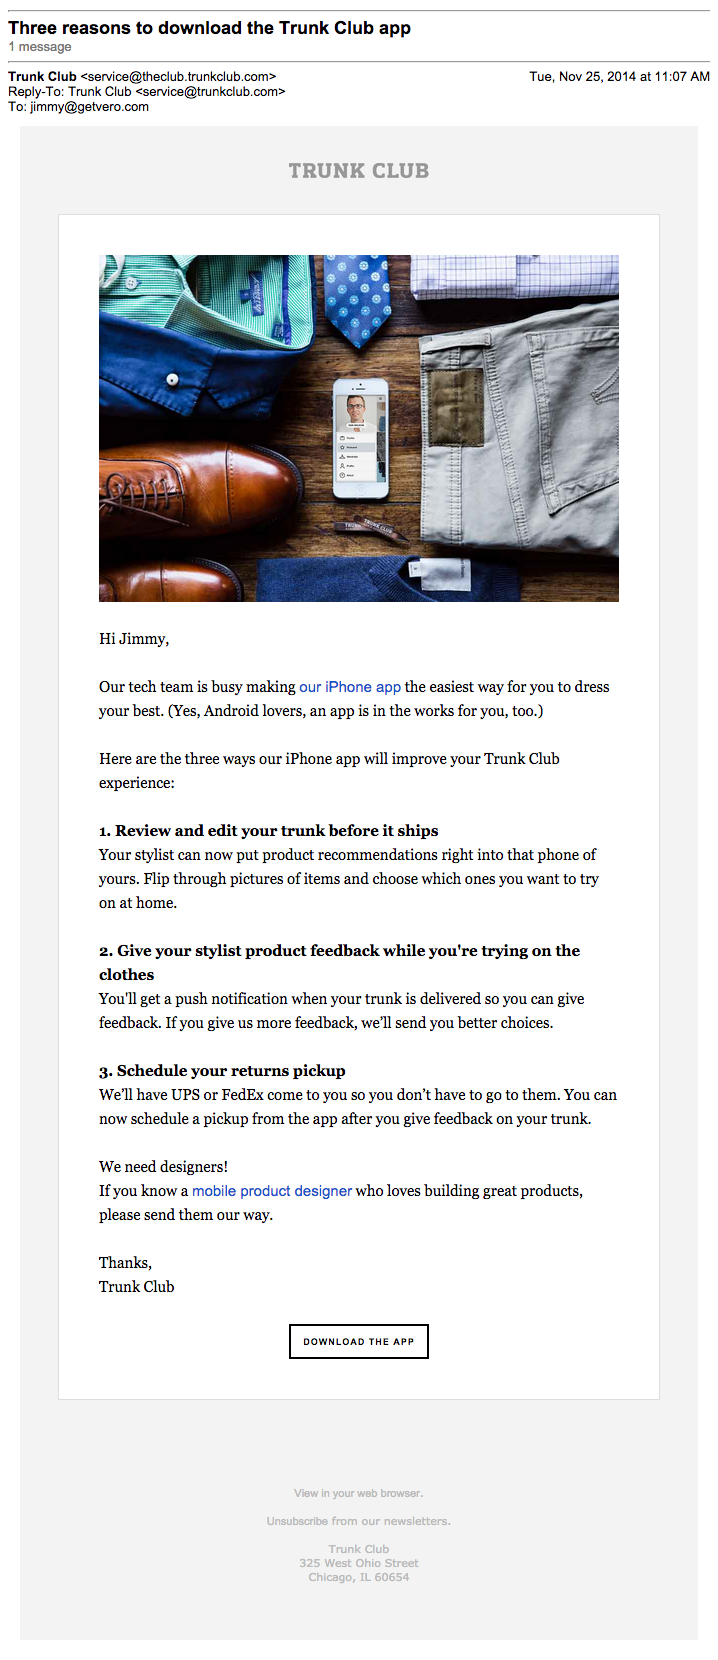 Three reasons to download the Trunk Club app
1 message
Trunk Club <service@theclub.trunkclub.com>
Tue, Nov 25, 2014 at 11:07 AM
Reply-To: Trunk Club <service@trunkclub.com>
To: jimmy@getvero.com
TRUNK CLUB
TRUNK CLUB
Hi Jimmy,
Our tech team is busy making our iPhone app the easiest way for you to dress
your best. (Yes, Android lovers, an app is in the works for you, too.)
Here are the three ways our iPhone app will improve your Trunk Club
experience:
1. Review and edit your trunk before it ships
Your stylist can now put product recommendations right into that phone of
yours. Flip through pictures of items and choose which ones you want to try
on at home.
2. Give your stylist product feedback while you're trying on the
clothes
You'll get a push notification when your trunk is delivered so you can give
feedback. If you give us more feedback, we’ll send you better choices.
3. Schedule your returns pickup
We’ll have UPS or FedEx come to you so you don’t have to go to them. You can
now schedule a pickup from the app after you give feedback on your trunk.
We need designers!
If you know a mobile product designer who loves building great products,
please send them our way.
Thanks,
Trunk Club
DOWNLOAD THE APP
View in your web browser.
Unsubscribe from our newsletters.
Trunk Club
325 West Ohio Street
Chicago, IL 60654